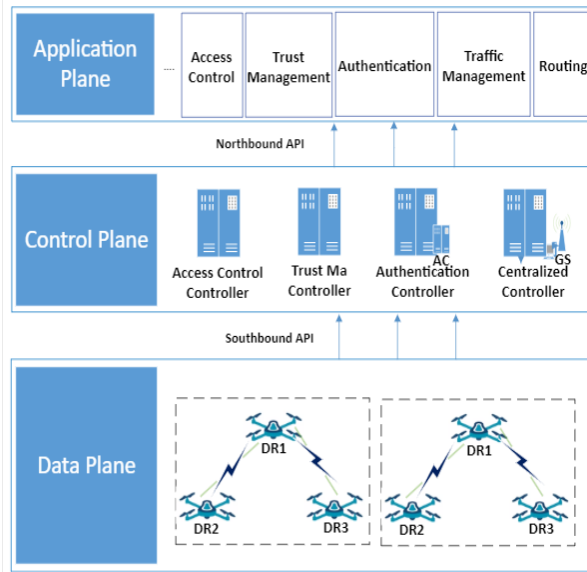 Application
Plane
....
Access
Control
Trust
Management
Authentication
Traffic
Management
Routing
Northbound API
Control Plane
AC
GS
Access Control
Controller
Trust Ma
Controller
Authentication
Controller
Centralized
Controller
Southbound API
Data Plane
DR1
DR2
DR3
DR1
DR2
DR3